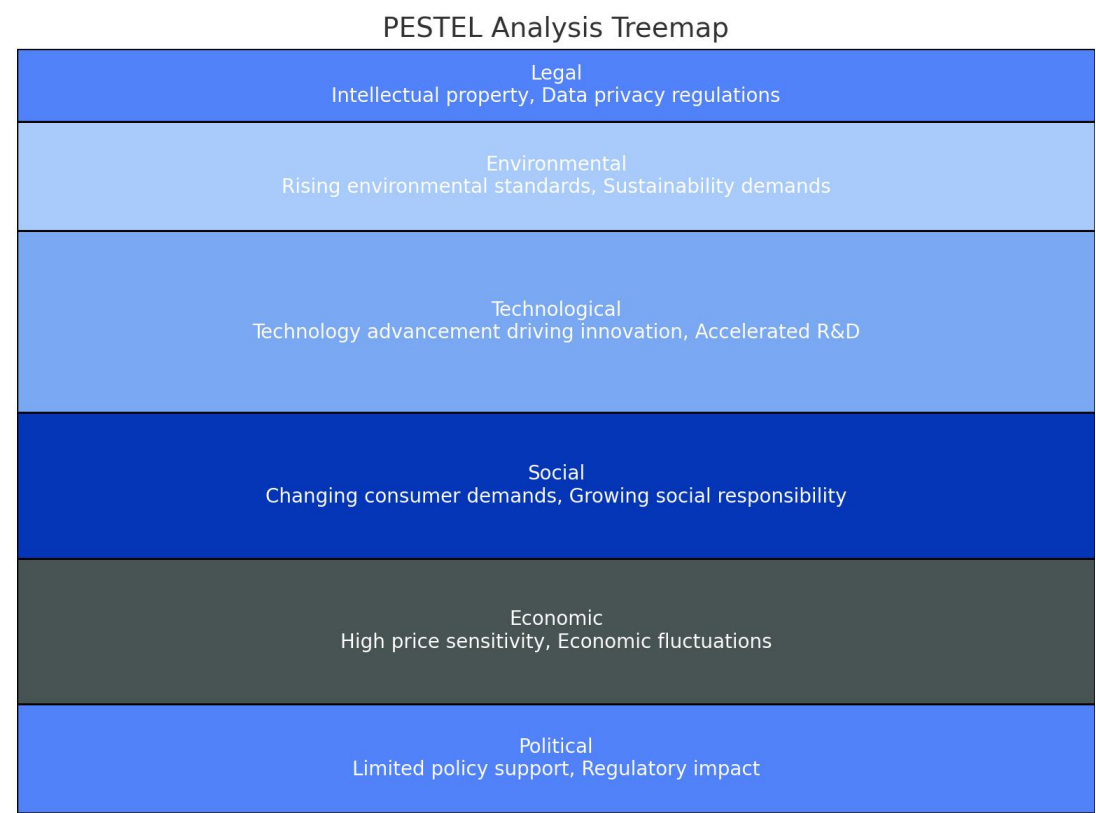 PESTEL Analysis Treemap
Legal
Intellectual property, Data privacy regulations
Environmental
Rising environmental standards, Sustainability demands
Technological
Technology advancement driving innovation, Accelerated R&D
Social
Changing consumer demands, Growing social responsibility
Economic
High price sensitivity, Economic fluctuations
Political
Limited policy support, Regulatory impact